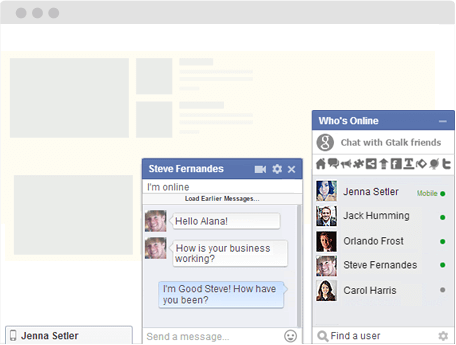 Who's Online
Chat with Gtalk friends
Jenna Setler Mobile
Jack Humming
Orlando Frost
Steve Fernandes
Carol Harris
Find a user
Steve Fernandes
I'm online
Load Earlier Messages...
Hello Alana!
How is your business
working?
I'm Good Steve! How have
you been?
Send a message...
Jenna Setler